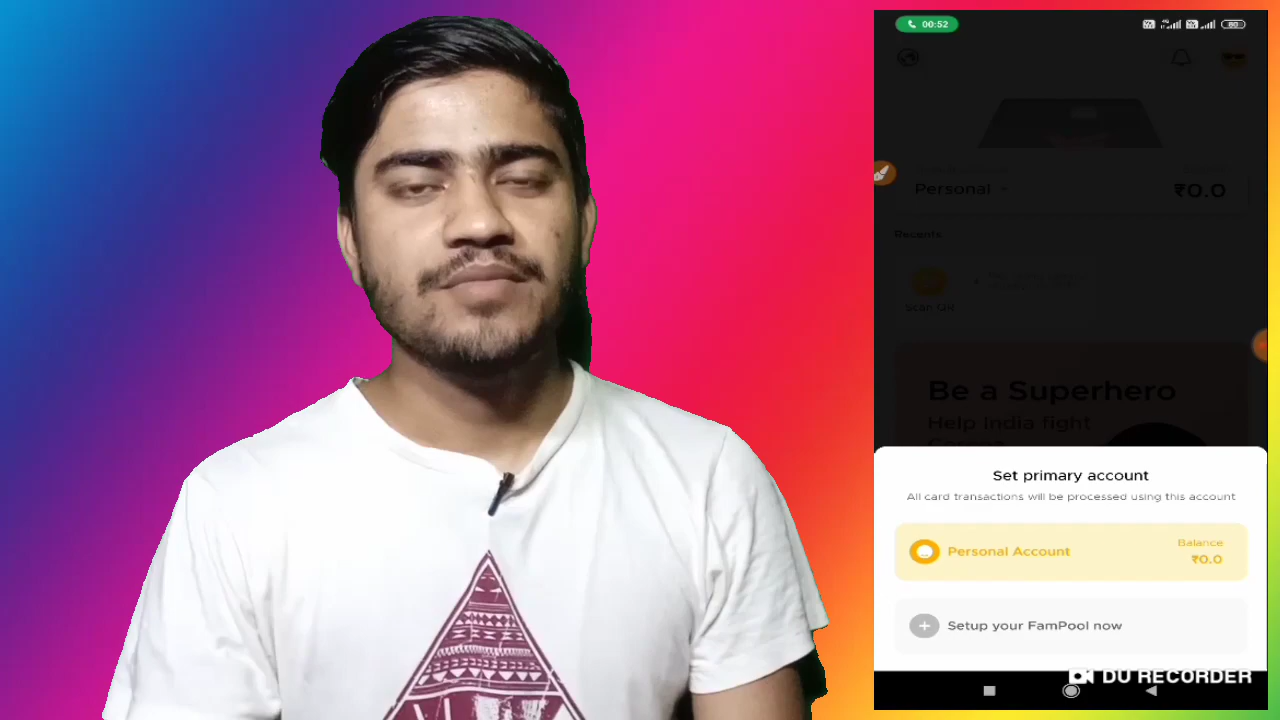 00:52
Personal
₹0.0
Recents
Scan QR
Be a Superhero
Help India fight
Corona
Set primary account
All card transactions will be processed using this account
Personal Account
Balance
₹0.0
Setup your FamPool now
DU RECORDER